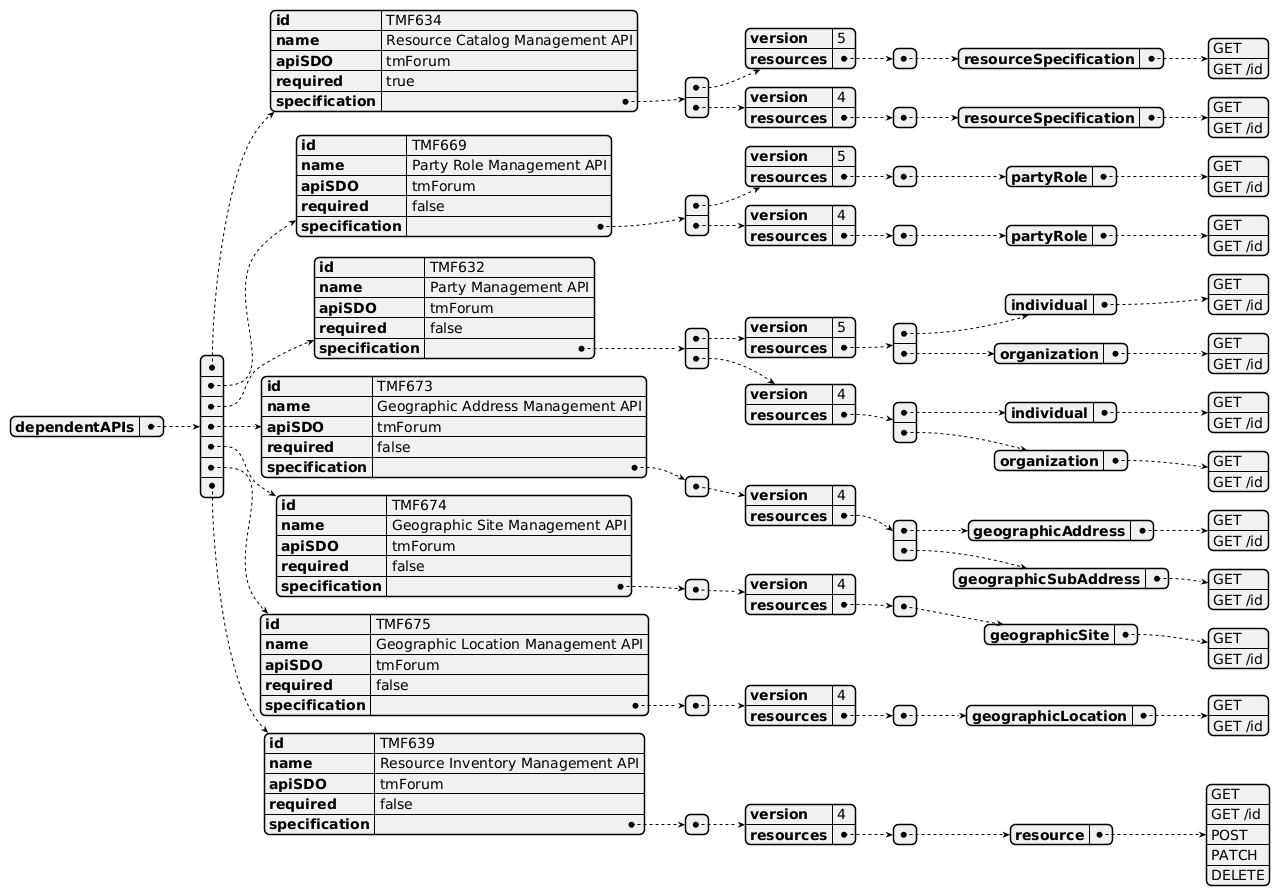 dependentAPIs
id TMF634
name Resource Catalog Management API
apiSDO tmForum
required true
specification
version 5
resources
resourceSpecification
GET
GET /id
version 4
resources
resourceSpecification
GET
GET /id
id TMF669
name Party Role Management API
apiSDO tmForum
required false
specification
version 5
resources
partyRole
GET
GET /id
version 4
resources
partyRole
GET
GET /id
id TMF632
name Party Management API
apiSDO tmForum
required false
specification
version 5
resources
individual
GET
GET /id
organization
GET
GET /id
version 4
resources
individual
GET
GET /id
organization
GET
GET /id
id TMF673
name Geographic Address Management API
apiSDO tmForum
required false
specification
version 4
resources
geographicAddress
GET
GET /id
geographicSubAddress
GET
GET /id
id TMF674
name Geographic Site Management API
apiSDO tmForum
required false
specification
version 4
resources
geographicSite
GET
GET /id
id TMF675
name Geographic Location Management API
apiSDO tmForum
required false
specification
version 4
resources
geographicLocation
GET
GET /id
id TMF639
name Resource Inventory Management API
apiSDO tmForum
required false
specification
version 4
resources
resource
GET
GET /id
POST
PATCH
DELETE